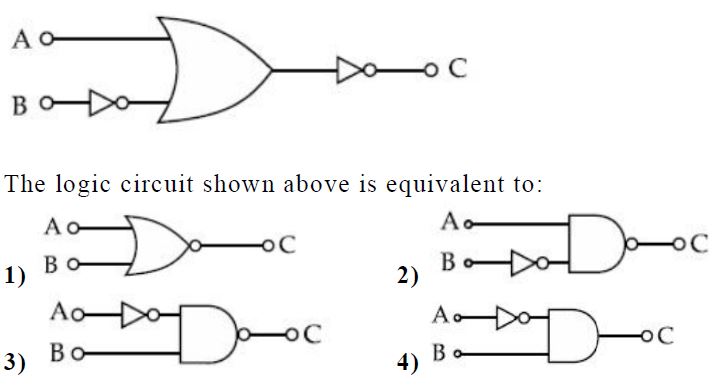 A
B
C
The logic circuit shown above is equivalent to:
1) A B C
2) A B C
3) A B C
4) A B C